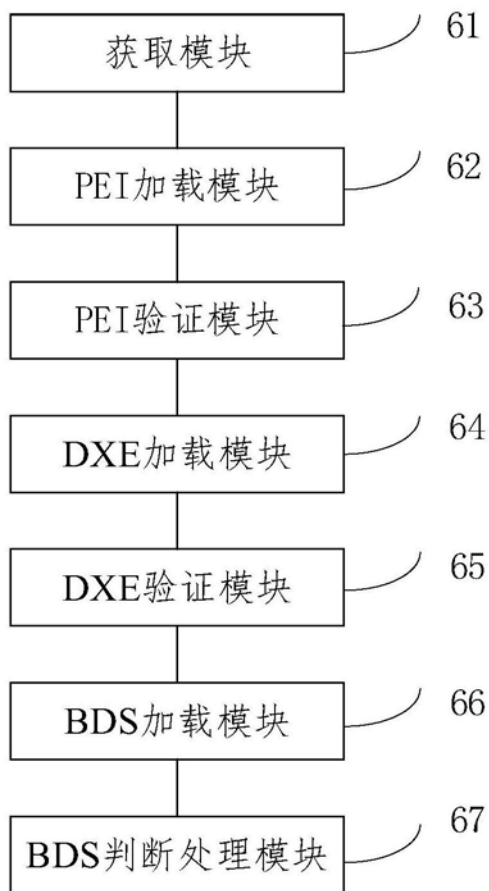 获取模块 61
PEI加载模块 62
PEI验证模块 63
DXE加载模块 64
DXE验证模块 65
BDS加载模块 66
BDS判断处理模块 67